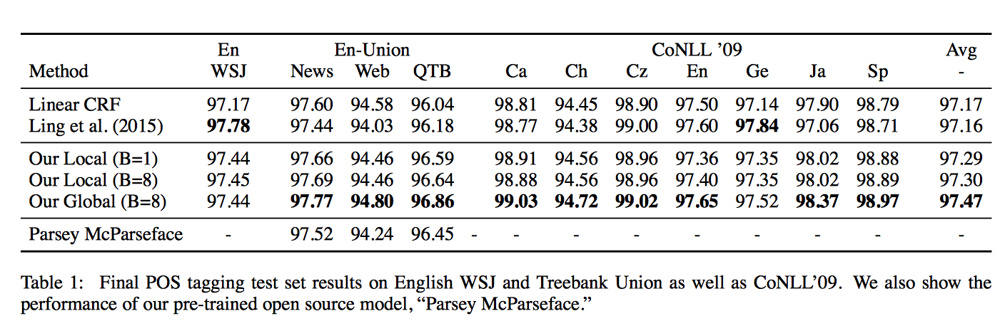 En En-Union CoNLL '09 Avg
Method WSJ News Web QTB Ca Ch Cz En Ge Ja Sp -
Linear CRF 97.17 97.60 94.58 96.04 98.81 94.45 98.90 97.50 97.14 97.90 98.79 97.17
Ling et al. (2015) 97.78 97.44 94.03 96.18 98.77 94.38 99.00 97.60 97.84 97.06 98.71 97.16
Our Local (B=1) 97.44 97.66 94.46 96.59 98.91 94.56 98.96 97.36 97.35 98.02 98.88 97.29
Our Local (B=8) 97.45 97.69 94.46 96.64 98.88 94.56 98.96 97.40 97.35 98.02 98.89 97.30
Our Global (B=8) 97.44 97.77 94.80 96.86 99.03 94.72 99.02 97.65 97.52 98.37 98.97 97.47
Parsey McParseface - 97.52 94.24 96.45 - - - - - - - -
Table 1: Final POS tagging test set results on English WSJ and Treebank Union as well as CoNLL'09. We also show the
performance of our pre-trained open source model, “Parsey McParseface.”